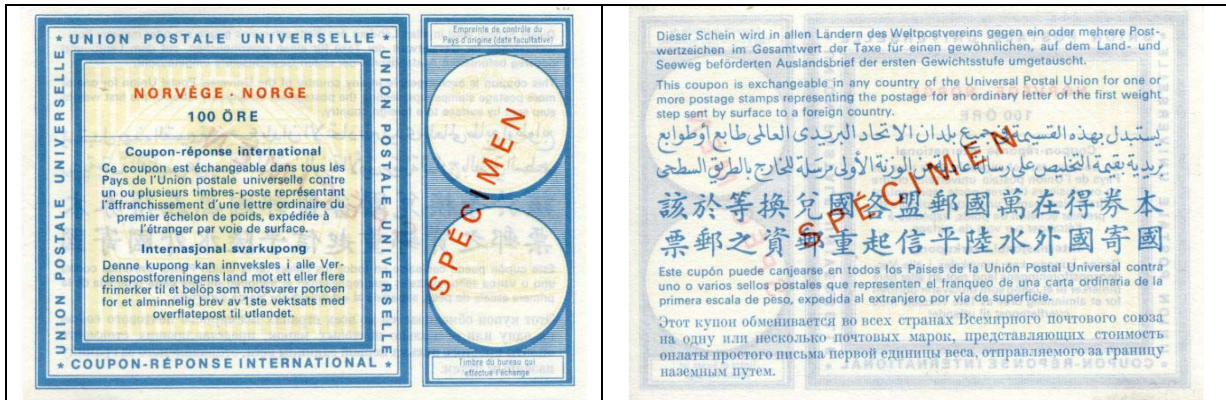 Empreinte de contrôle du
Pays d'origine (date facultative)
* UNION POSTALE UNIVERSELLE *
UNION POSTALE UNIVERSELLE
UNION POSTALE UNIVERSELLE
NORVÈGE · NORGE
100 ÖRE
Coupon-réponse international
Ce coupon est échangeable dans tous les
Pays de l'Union postale universelle contre
un ou plusieurs timbres-poste représentant
l'affranchissement d'une lettre ordinaire du
premier échelon de poids, expédiée à
l'étranger par voie de surface.
Internasjonal svarkupong
Denne kupong kan innveksles i alle Ver-
denspostforeningens land mot ett eller flere
frimerker til et belöp som motsvarer portoen
for et alminnelig brev av 1ste vektsats med
overflatepost til utlandet.
* COUPON-RÉPONSE INTERNATIONAL *
SPÉCIMEN
Timbre du bureau qui
effectue l'échange
Dieser Schein wird in allen Ländern des Weltpostvereins gegen ein oder mehrere Post-
wertzeichen im Gesamtwert der Taxe für einen gewöhnlichen, auf dem Land- und
Seeweg beförderten Auslandsbrief der ersten Gewichtsstufe umgetauscht.
This coupon is exchangeable in any country of the Universal Postal Union for one or
more postage stamps representing the postage for an ordinary letter of the first weight
step sent by surface to a foreign country.
يستبدل بهذه القسيمة فى جميع بلدان الاتحاد البريدى العالمى طابع أو طوابع
بريدية بقيمة التخليص على رسالة عادية من الوزنة الأولى مرسلة للخارج بالطريق السطحى
本券得在萬國郵盟各國兌換等於該
國寄國外水陸平信起重郵資之郵票
Este cupón puede canjearse en todos los Países de la Unión Postal Universal contra
uno o varios sellos postales que representen el franqueo de una carta ordinaria de la
primera escala de peso, expedida al extranjero por vía de superficie.
Этот купон обменивается во всех странах Всемирного почтового союза
на одну или несколько почтовых марок, представляющих стоимость
оплаты простого письма первой единицы веса, отправляемого за границу
наземным путем.
SPÉCIMEN